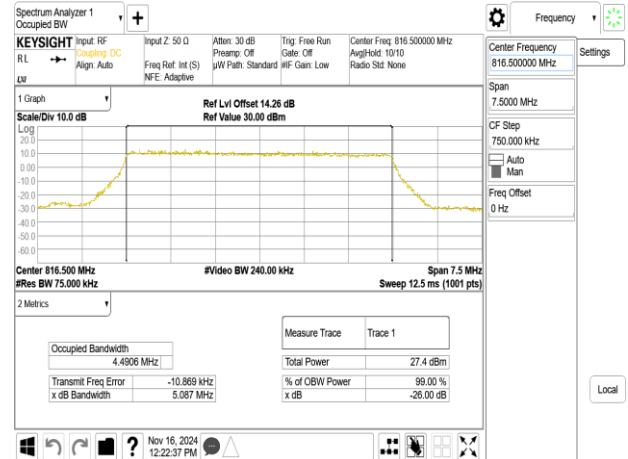 Spectrum Analyzer 1
Occupied BW
Frequency
KEYSIGHT
Input: RF
Coupling: DC
Align: Auto
RL
LXI
Input Z: 50 Ω
Freq Ref: Int (S)
NFE: Adaptive
Atten: 30 dB
Preamp: Off
µW Path: Standard
Trig: Free Run
Gate: Off
#IF Gain: Low
Center Freq: 816.500000 MHz
Avg|Hold: 10/10
Radio Std: None
Center Frequency
816.500000 MHz
Settings
Span
7.5000 MHz
CF Step
750.000 kHz
Auto
Man
Freq Offset
0 Hz
Local
1 Graph
Scale/Div 10.0 dB
Ref Lvl Offset 14.26 dB
Ref Value 30.00 dBm
Log
20.0
10.0
0.00
-10.0
-20.0
-30.0
-40.0
-50.0
-60.0
Center 816.500 MHz
#Video BW 240.00 kHz
Span 7.5 MHz
#Res BW 75.000 kHz
Sweep 12.5 ms (1001 pts)
2 Metrics
Measure Trace Trace 1
Occupied Bandwidth
4.4906 MHz
Total Power 27.4 dBm
Transmit Freq Error -10.869 kHz
% of OBW Power 99.00 %
x dB Bandwidth 5.087 MHz
x dB -26.00 dB
?
Nov 16, 2024
12:22:37 PM